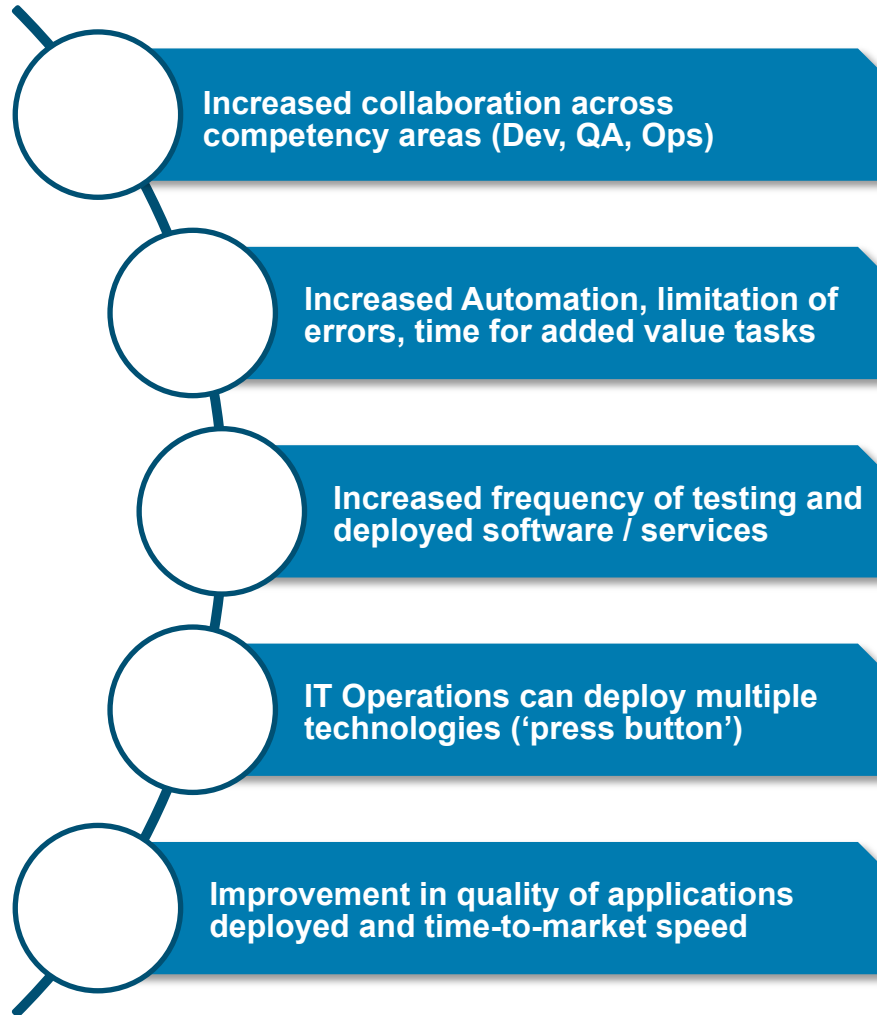 Increased collaboration across
competency areas (Dev, QA, Ops)
Increased Automation, limitation of
errors, time for added value tasks
Increased frequency of testing and
deployed software / services
IT Operations can deploy multiple
technologies (‘press button’)
Improvement in quality of applications
deployed and time-to-market speed